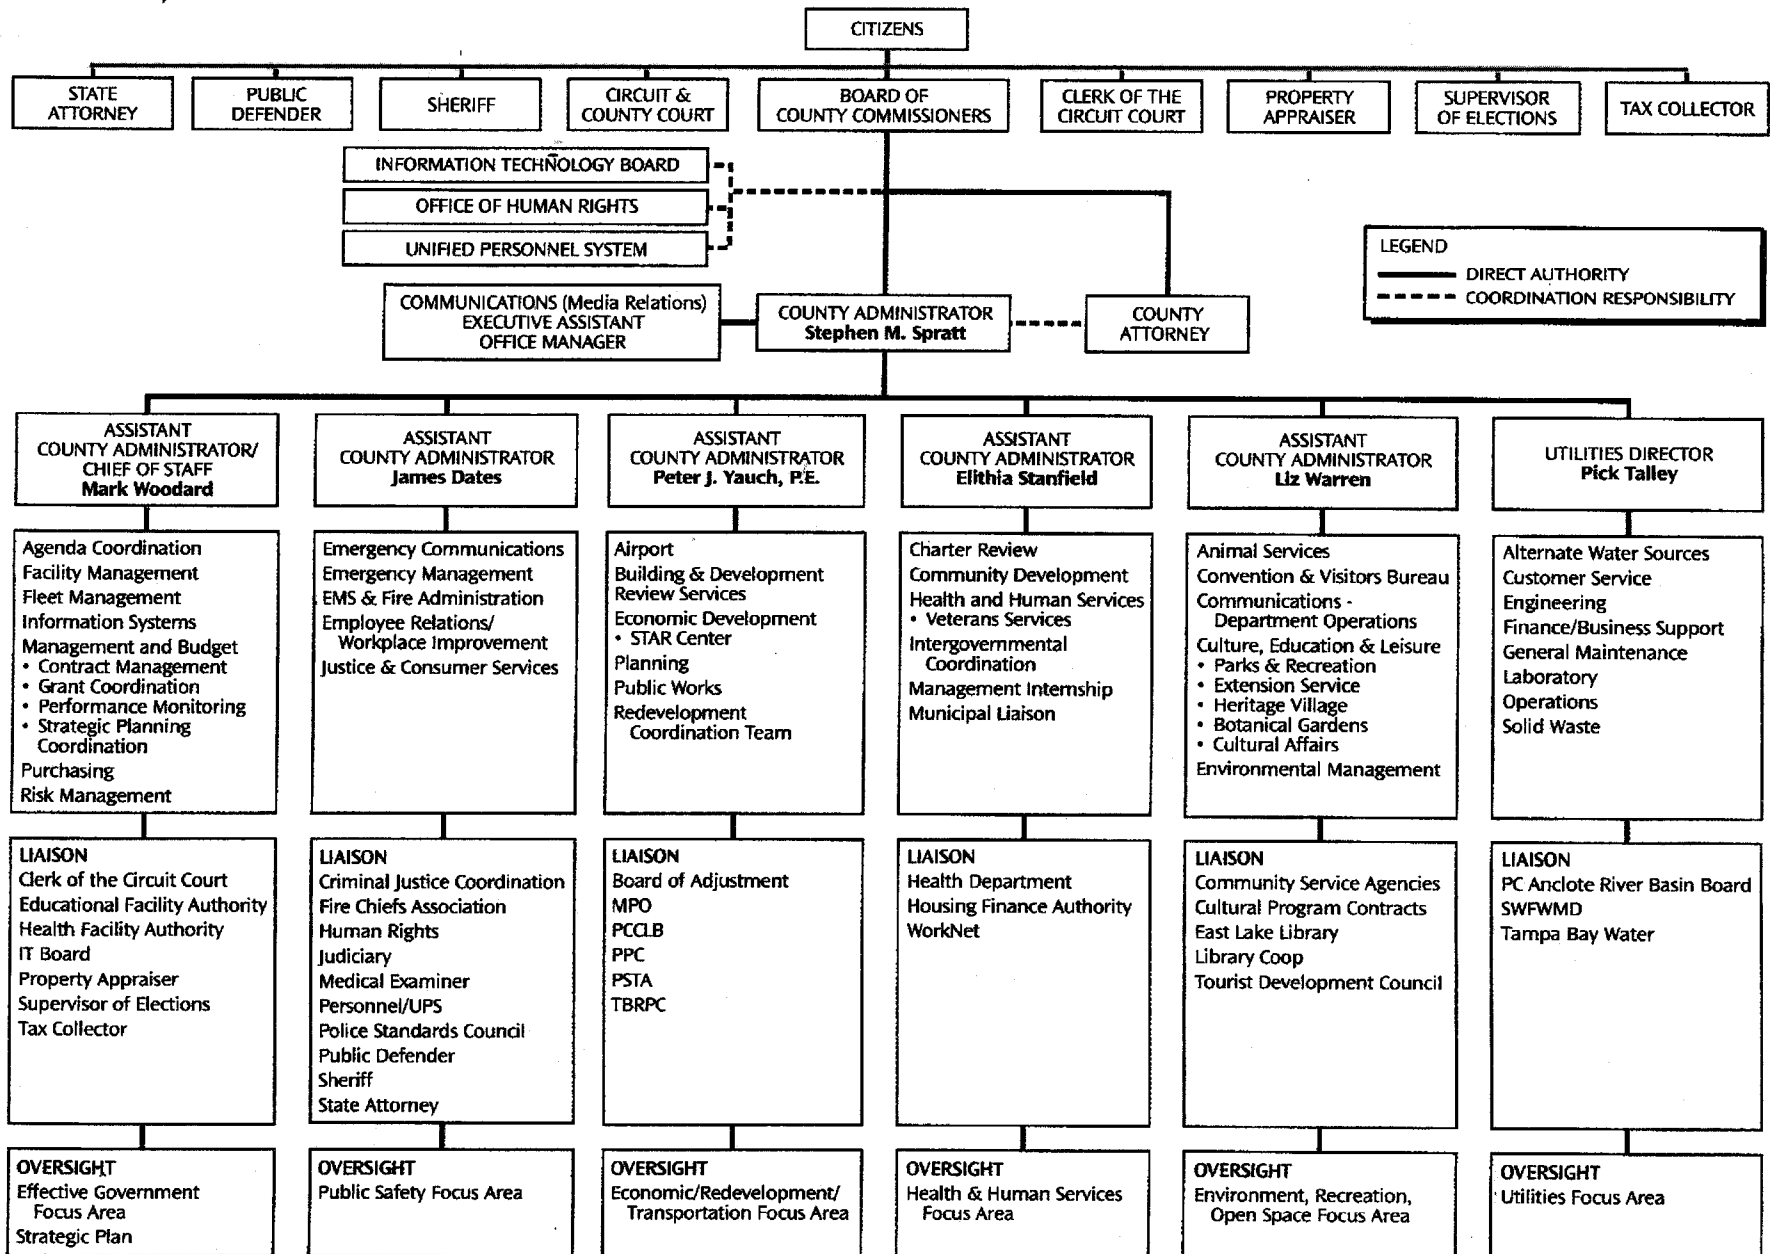 CITIZENS
STATE
ATTORNEY
PUBLIC
DEFENDER
SHERIFF
CIRCUIT &
COUNTY COURT
BOARD OF
COUNTY COMMISSIONERS
CLERK OF THE
CIRCUIT COURT
PROPERTY
APPRAISER
SUPERVISOR
OF ELECTIONS
TAX COLLECTOR
INFORMATION TECHNOLOGY BOARD
OFFICE OF HUMAN RIGHTS
UNIFIED PERSONNEL SYSTEM
LEGEND
DIRECT AUTHORITY
COORDINATION RESPONSIBILITY
COMMUNICATIONS (Media Relations)
EXECUTIVE ASSISTANT
OFFICE MANAGER
COUNTY ADMINISTRATOR
Stephen M. Spratt
COUNTY
ATTORNEY
ASSISTANT
COUNTY ADMINISTRATOR/
CHIEF OF STAFF
Mark Woodard
Agenda Coordination
Facility Management
Fleet Management
Information Systems
Management and Budget
• Contract Management
• Grant Coordination
• Performance Monitoring
• Strategic Planning
Coordination
Purchasing
Risk Management
LIAISON
Clerk of the Circuit Court
Educational Facility Authority
Health Facility Authority
IT Board
Property Appraiser
Supervisor of Elections
Tax Collector
OVERSIGHT
Effective Government
Focus Area
Strategic Plan
ASSISTANT
COUNTY ADMINISTRATOR
James Dates
Emergency Communications
Emergency Management
EMS & Fire Administration
Employee Relations/
Workplace Improvement
Justice & Consumer Services
LIAISON
Criminal Justice Coordination
Fire Chiefs Association
Human Rights
Judiciary
Medical Examiner
Personnel/UPS
Police Standards Council
Public Defender
Sheriff
State Attorney
OVERSIGHT
Public Safety Focus Area
ASSISTANT
COUNTY ADMINISTRATOR
Peter J. Yauch, P.E.
Airport
Building & Development
Review Services
Economic Development
• STAR Center
Planning
Public Works
Redevelopment
Coordination Team
LIAISON
Board of Adjustment
MPO
PCCLB
PPC
PSTA
TBRPC
OVERSIGHT
Economic/Redevelopment/
Transportation Focus Area
ASSISTANT
COUNTY ADMINISTRATOR
Elithia Stanfield
Charter Review
Community Development
Health and Human Services
• Veterans Services
Intergovernmental
Coordination
Management Internship
Municipal Liaison
LIAISON
Health Department
Housing Finance Authority
WorkNet
OVERSIGHT
Health & Human Services
Focus Area
ASSISTANT
COUNTY ADMINISTRATOR
Liz Warren
Animal Services
Convention & Visitors Bureau
Communications -
Department Operations
Culture, Education & Leisure
• Parks & Recreation
• Extension Service
• Heritage Village
• Botanical Gardens
• Cultural Affairs
Environmental Management
LIAISON
Community Service Agencies
Cultural Program Contracts
East Lake Library
Library Coop
Tourist Development Council
OVERSIGHT
Environment, Recreation,
Open Space Focus Area
UTILITIES DIRECTOR
Pick Talley
Alternate Water Sources
Customer Service
Engineering
Finance/Business Support
General Maintenance
Laboratory
Operations
Solid Waste
LIAISON
PC Anclote River Basin Board
SWFWMD
Tampa Bay Water
OVERSIGHT
Utilities Focus Area